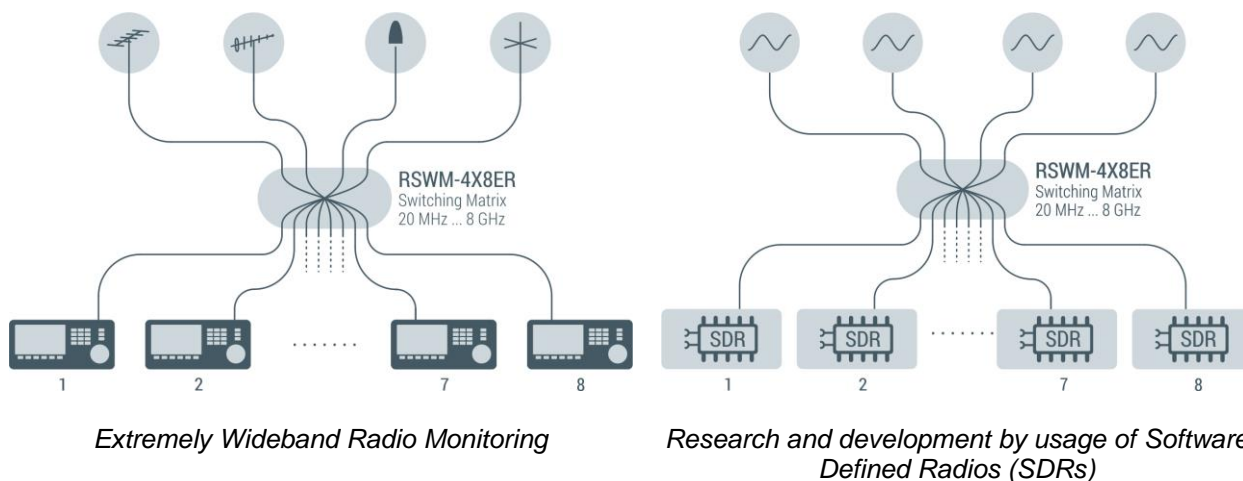 RSWM-4X8ER
Switching Matrix
20 MHz ... 8 GHz
1
2
7
8
Extremely Wideband Radio Monitoring
RSWM-4X8ER
Switching Matrix
20 MHz ... 8 GHz
SDR
SDR
SDR
SDR
1
2
7
8
Research and development by usage of Software
Defined Radios (SDRs)